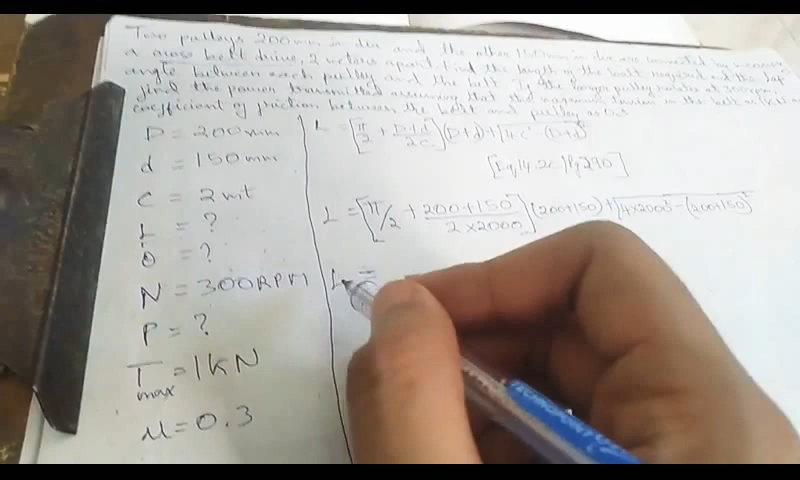 Two pulleys 200mm in dia and the other 150mm in dia are connected by
a cross belt drive, 2 meters apart. Find the length of the belt required and the lap
angle between each pulley and the belt. If the larger pulley rotates at 300rpm,
find the power transmitted assuming that the maximum tension in the belt is 1kN and
coefficient of friction between the belt and pulley as 0.3
D = 200mm
d = 150mm
C = 2 mt
L = ?
θ = ?
N = 300RPM
P = ?
Tmax = 1KN
μ = 0.3
L = [π/2 + (D+d)/2C](D+d)+√4C²-(D+d)²
[Eq 14.2c] Pg 290]
L = [π/2 + (200+150)/(2×2000)](200+150)+√4×2000²-(200+150)²
L =